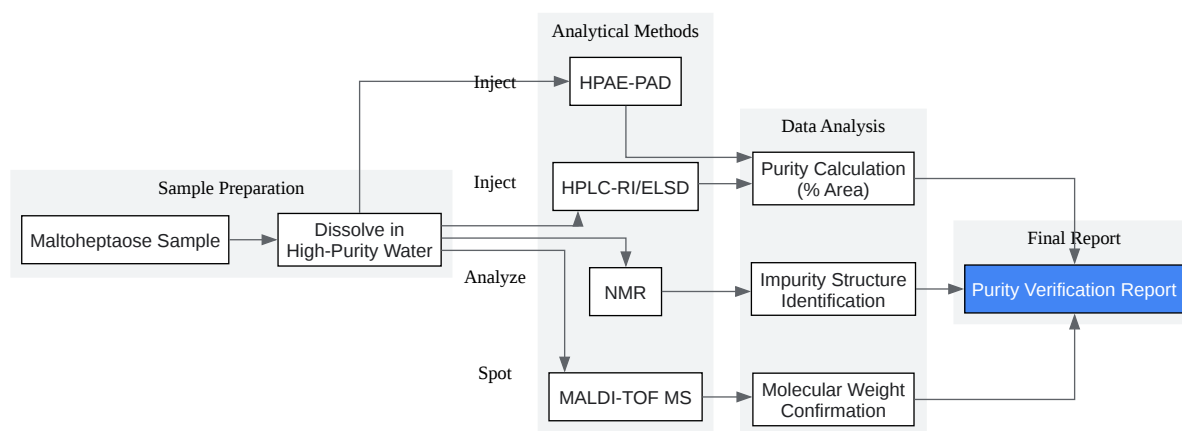 Analytical Methods
Inject
HPAE-PAD
Data Analysis
Sample Preparation
Inject
HPLC-RI/ELSD
Purity Calculation
(% Area)
Maltoheptaose Sample
Dissolve in
High-Purity Water
Final Report
Analyze
NMR
Impurity Structure
Identification
Purity Verification Report
Spot
MALDI-TOF MS
Molecular Weight
Confirmation